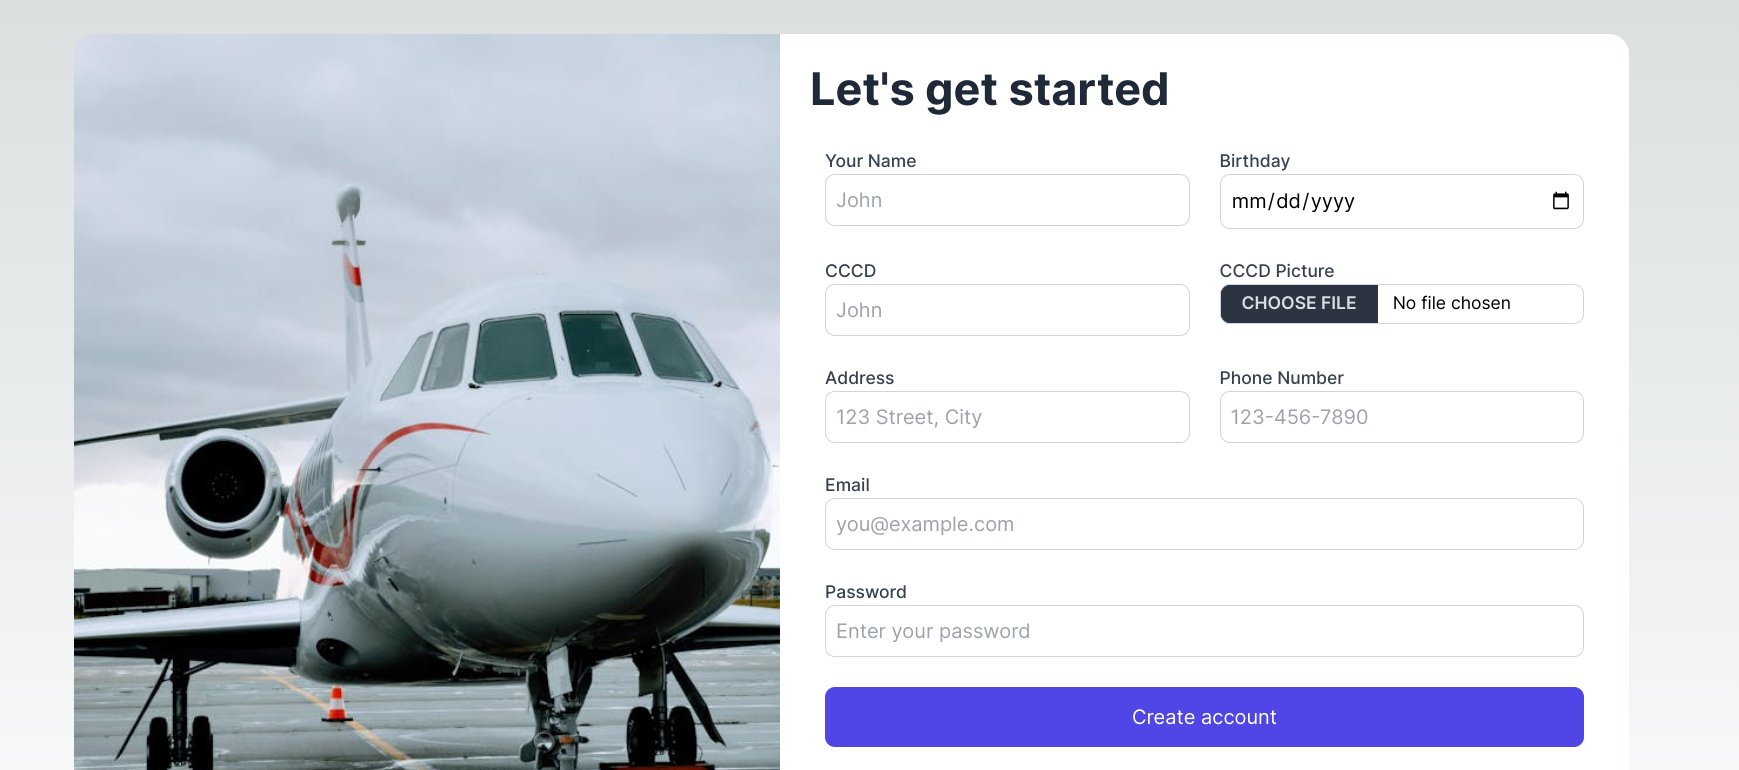 Let's get started
Your Name
Birthday
John
mm/dd/yyyy
CCCD
CCCD Picture
John
CHOOSE FILE No file chosen
Address
Phone Number
123 Street, City
123-456-7890
Email
you@example.com
Password
Enter your password
Create account